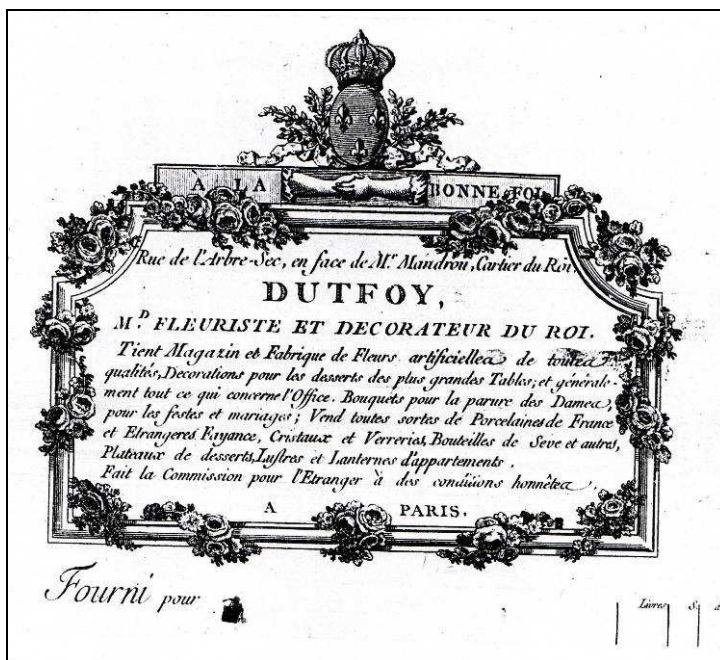 A LA BONNE FOI
Rue de l'Arbre-Sec, en face de M.r Mandrou, Cartier du Roi,
DUTFOY,
M.D FLEURISTE ET DECORATEUR DU ROI.
Tient Magazin et Fabrique de Fleurs artificielles de toutes
qualités, Decorations pour les desserts des plus grandes Tables; et générale-
ment tout ce qui concerne l'Office. Bouquets pour la parure des Dames,
pour les festes et mariages; Vend toutes sortes de Porcelaines de France
et Etrangeres Fayance, Cristaux et Verreries, Bouteilles de Seve et autres,
Plateaux de desserts, Lustres et Lanternes d'appartements.
Fait la Commission pour l'Etranger à des conditions honnêtes.
A PARIS.
Fourni pour
Livres S.